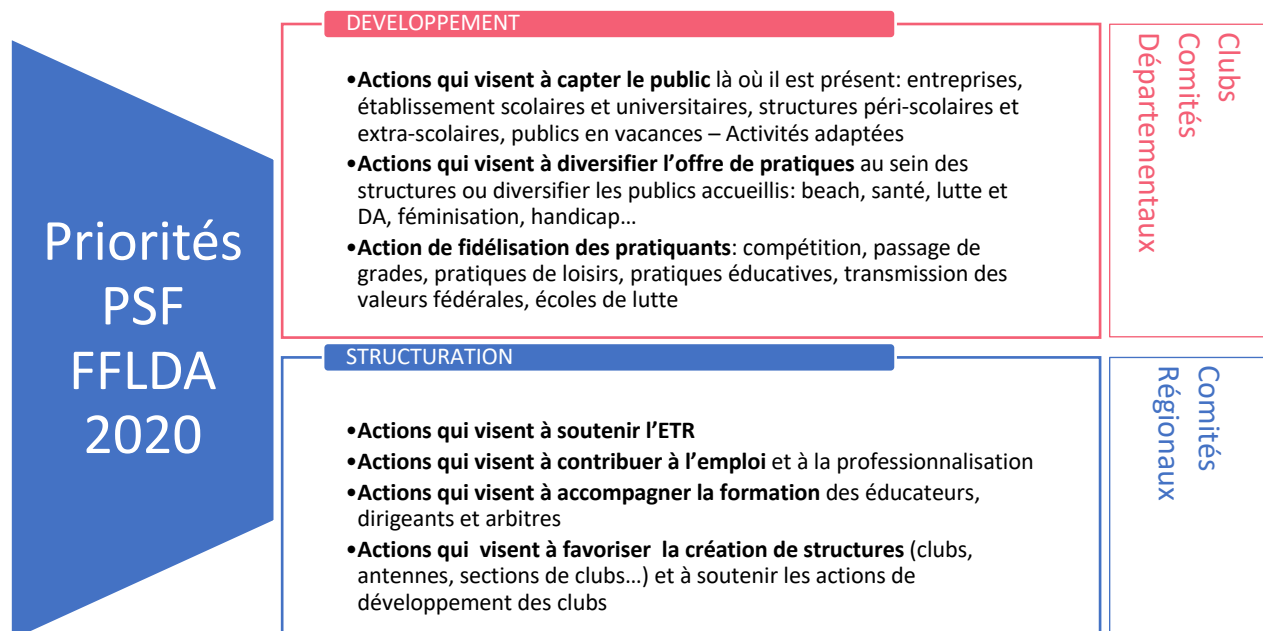 Priorités
PSF
FFLDA
2020
DEVELOPPEMENT
•Actions qui visent à capter le public là où il est présent: entreprises,
établissement scolaires et universitaires, structures péri-scolaires et
extra-scolaires, publics en vacances – Activités adaptées
•Actions qui visent à diversifier l’offre de pratiques au sein des
structures ou diversifier les publics accueillis: beach, santé, lutte et
DA, féminisation, handicap…
•Action de fidélisation des pratiquants: compétition, passage de
grades, pratiques de loisirs, pratiques éducatives, transmission des
valeurs fédérales, écoles de lutte
Clubs
Comités
Départementaux
STRUCTURATION
•Actions qui visent à soutenir l’ETR
•Actions qui visent à contribuer à l’emploi et à la professionnalisation
•Actions qui visent à accompagner la formation des éducateurs,
dirigeants et arbitres
•Actions qui visent à favoriser la création de structures (clubs,
antennes, sections de clubs…) et à soutenir les actions de
développement des clubs
Comités
Régionaux